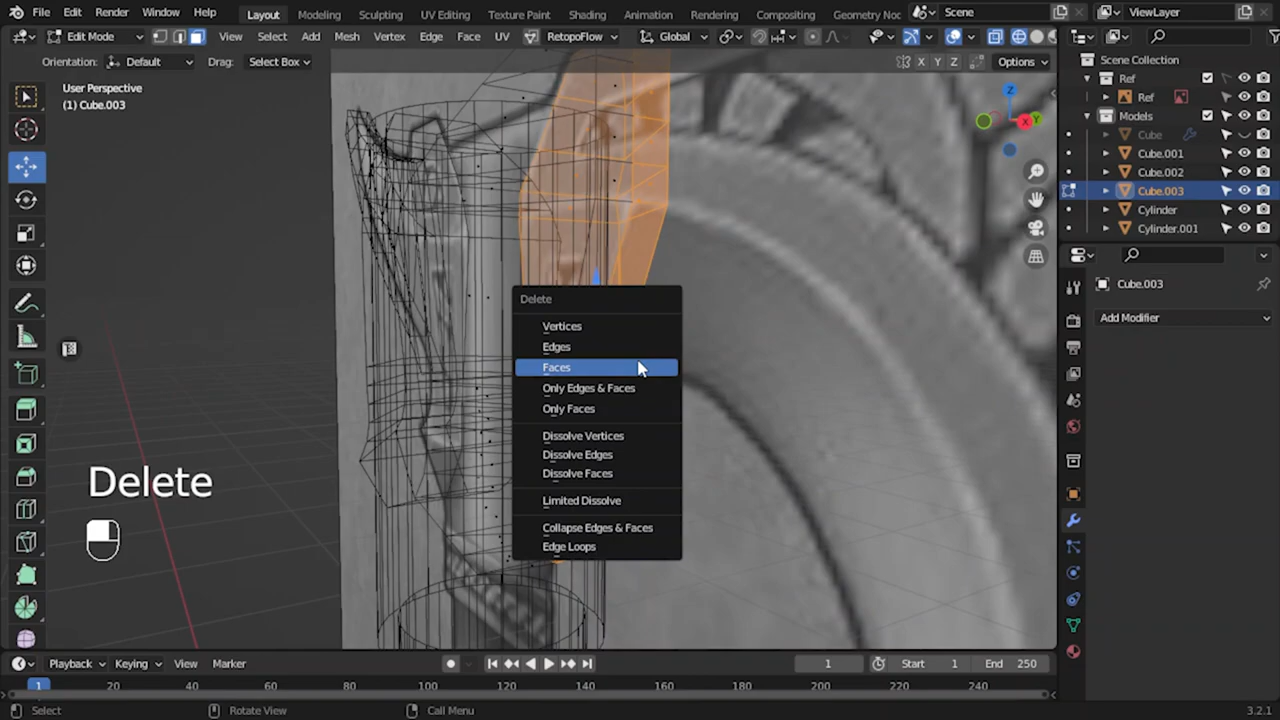 File Edit Render Window Help Layout Modeling Sculpting UV Editing Texture Paint Shading Animation Rendering Compositing Geometry Noc Scene ViewLayer
Edit Mode View Select Add Mesh Vertex Edge Face UV RetopoFlow Global
Orientation: Default Drag: Select Box X Y Z Options
User Perspective
(1) Cube.003
Z
X
Y
Scene Collection
Ref
Ref
Models
Cube
Cube.001
Cube.002
Cube.003
Cylinder
Cylinder.001
Cube.003
Add Modifier
Delete
Vertices
Edges
Faces
Only Edges & Faces
Only Faces
Dissolve Vertices
Dissolve Edges
Dissolve Faces
Limited Dissolve
Collapse Edges & Faces
Edge Loops
Delete
Playback Keying View Marker 1 Start 1 End 250
1 20 40 60 80 100 120 140 160 180 200 220 240
Select Rotate View Call Menu 3.2.1